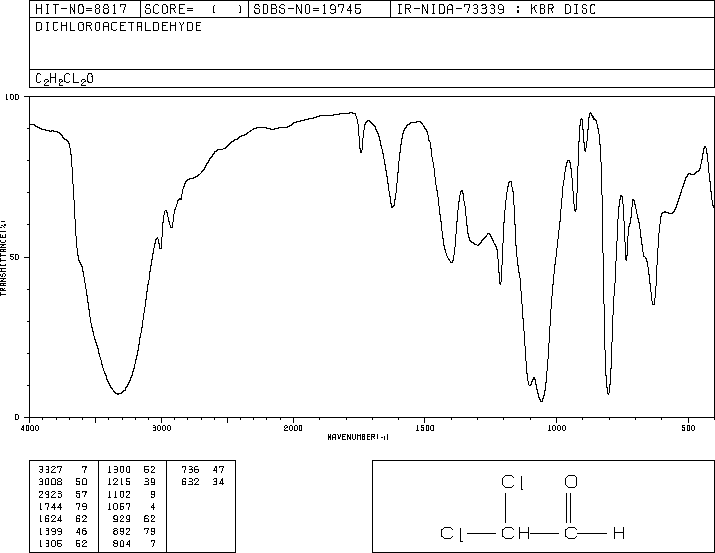 HIT-NO=8817 SCORE= ( ) SDBS-NO=19745 IR-NIDA-73339 : KBR DISC
DICHLOROACETALDEHYDE
C2H2CL2O
100
50
0
TRANSMITTANCE(%)
4000 3000 2000 1500 1000 500
WAVENUMBER(-1)
3327 7 1300 52 736 47
3008 50 1215 39 632 34
2923 57 1102 9
1744 79 1057 4
1624 62 929 62
1399 46 892 79
1305 52 804 7
Cl O
Cl CH C H